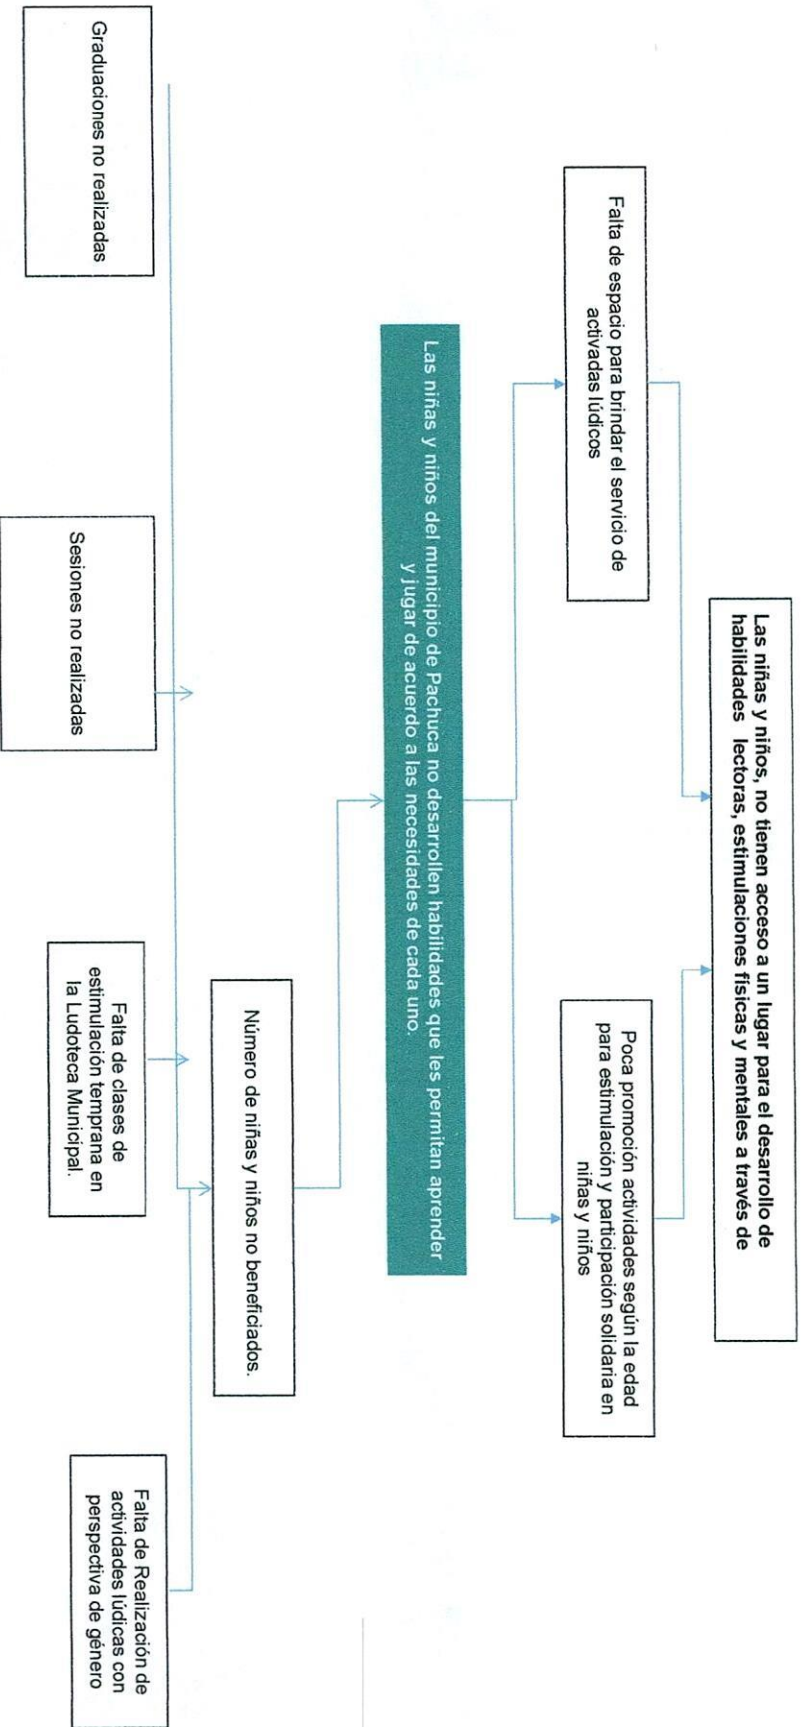 Las niñas y niños, no tienen acceso a un lugar para el desarrollo de
habilidades lectoras, estimulaciones físicas y mentales a través de
Falta de espacio para brindar el servicio de
activadas lúdicos
Poca promoción actividades según la edad
para estimulación y participación solidaria en
niñas y niños
Las niñas y niños del municipio de Pachuca no desarrollen habilidades que les permitan aprender
y jugar de acuerdo a las necesidades de cada uno.
Número de niñas y niños no beneficiados.
Graduaciones no realizadas
Sesiones no realizadas
Falta de clases de
estimulación temprana en
la Ludoteca Municipal.
Falta de Realización de
actividades lúdicas con
perspectiva de género